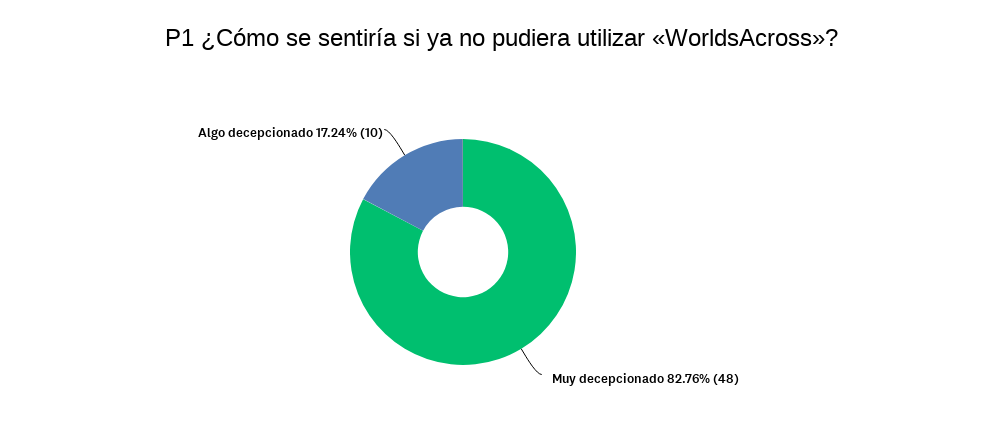 P1 ¿Cómo se sentiría si ya no pudiera utilizar «WorldsAcross»?
Algo decepcionado 17.24% (10)
Muy decepcionado 82.76% (48)